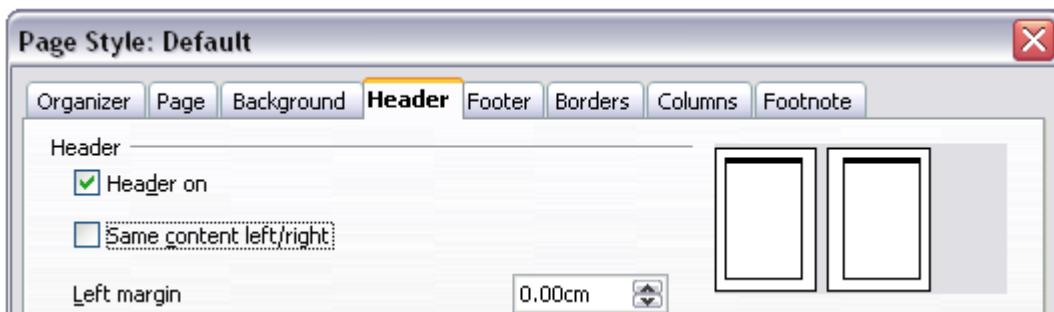 Page Style: Default
Organizer Page Background Header Footer Borders Columns Footnote
Header
Header on
Same content left/right
Left margin 0.00cm